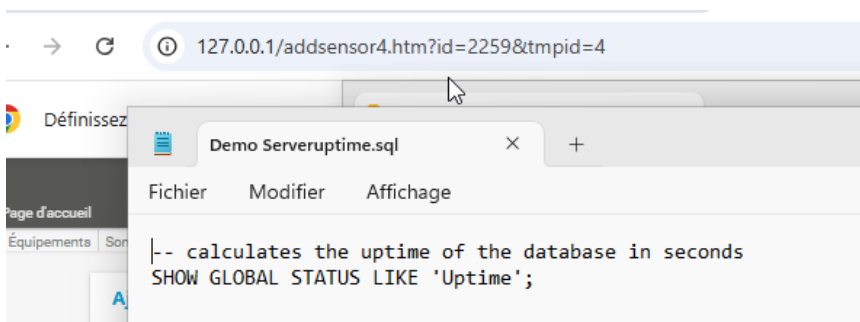 127.0.0.1/addsensor4.htm?id=2259&tmpid=4
Définissez
Demo Serveruptime.sql
Fichier Modifier Affichage
Page d'accueil
Équipements Son
-- calculates the uptime of the database in seconds
SHOW GLOBAL STATUS LIKE 'Uptime';
Aj